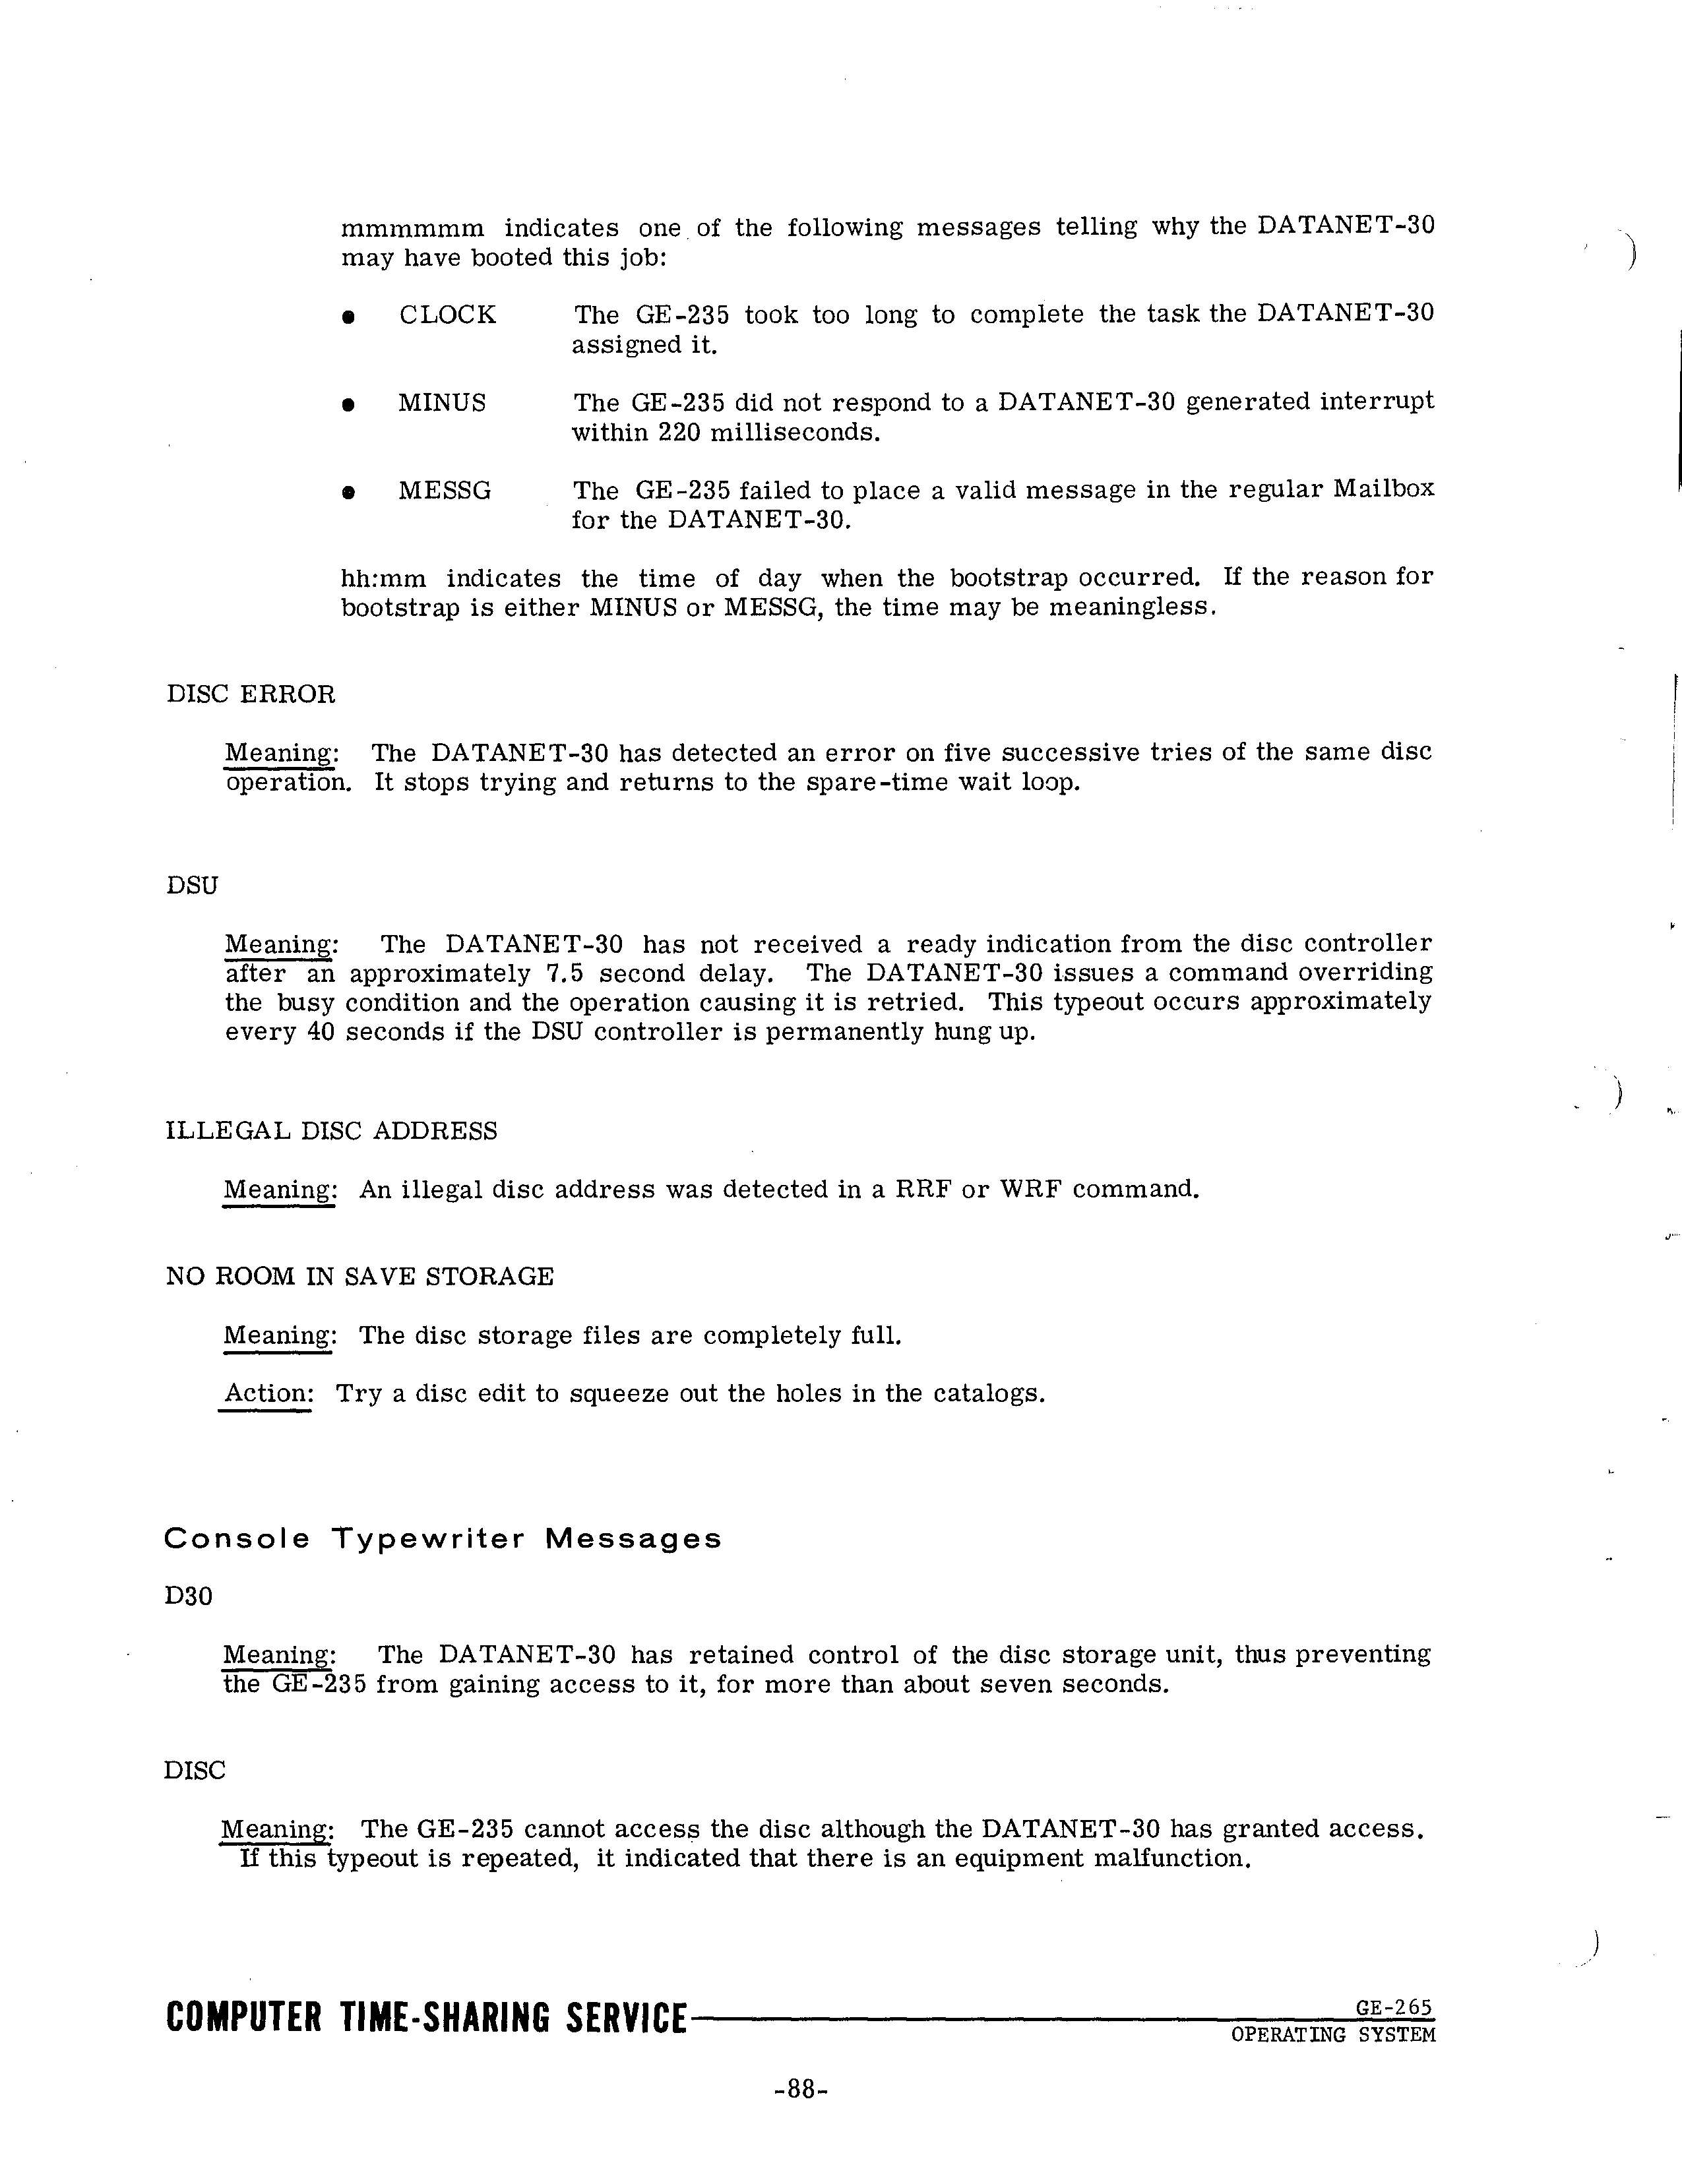 mmmmmm indicates one of the following messages telling why the DATANET-30
may have booted this job:
• CLOCK The GE-235 took too long to complete the task the DATANET-30
assigned it.
• MINUS The GE-235 did not respond to a DATANET-30 generated interrupt
within 220 milliseconds.
• MESSG The GE-235 failed to place a valid message in the regular Mailbox
for the DATANET-30.
hh:mm indicates the time of day when the bootstrap occurred. If the reason for
bootstrap is either MINUS or MESSG, the time may be meaningless.
DISC ERROR
Meaning: The DATANET-30 has detected an error on five successive tries of the same disc
operation. It stops trying and returns to the spare-time wait loop.
DSU
Meaning: The DATANET-30 has not received a ready indication from the disc controller
after an approximately 7.5 second delay. The DATANET-30 issues a command overriding
the busy condition and the operation causing it is retried. This typeout occurs approximately
every 40 seconds if the DSU controller is permanently hung up.
ILLEGAL DISC ADDRESS
Meaning: An illegal disc address was detected in a RRF or WRF command.
NO ROOM IN SAVE STORAGE
Meaning: The disc storage files are completely full.
Action: Try a disc edit to squeeze out the holes in the catalogs.
Console Typewriter Messages
D30
Meaning: The DATANET-30 has retained control of the disc storage unit, thus preventing
the GE-235 from gaining access to it, for more than about seven seconds.
DISC
Meaning: The GE-235 cannot access the disc although the DATANET-30 has granted access.
If this typeout is repeated, it indicated that there is an equipment malfunction.
COMPUTER TIME-SHARING SERVICE GE-265
OPERATING SYSTEM
-88-